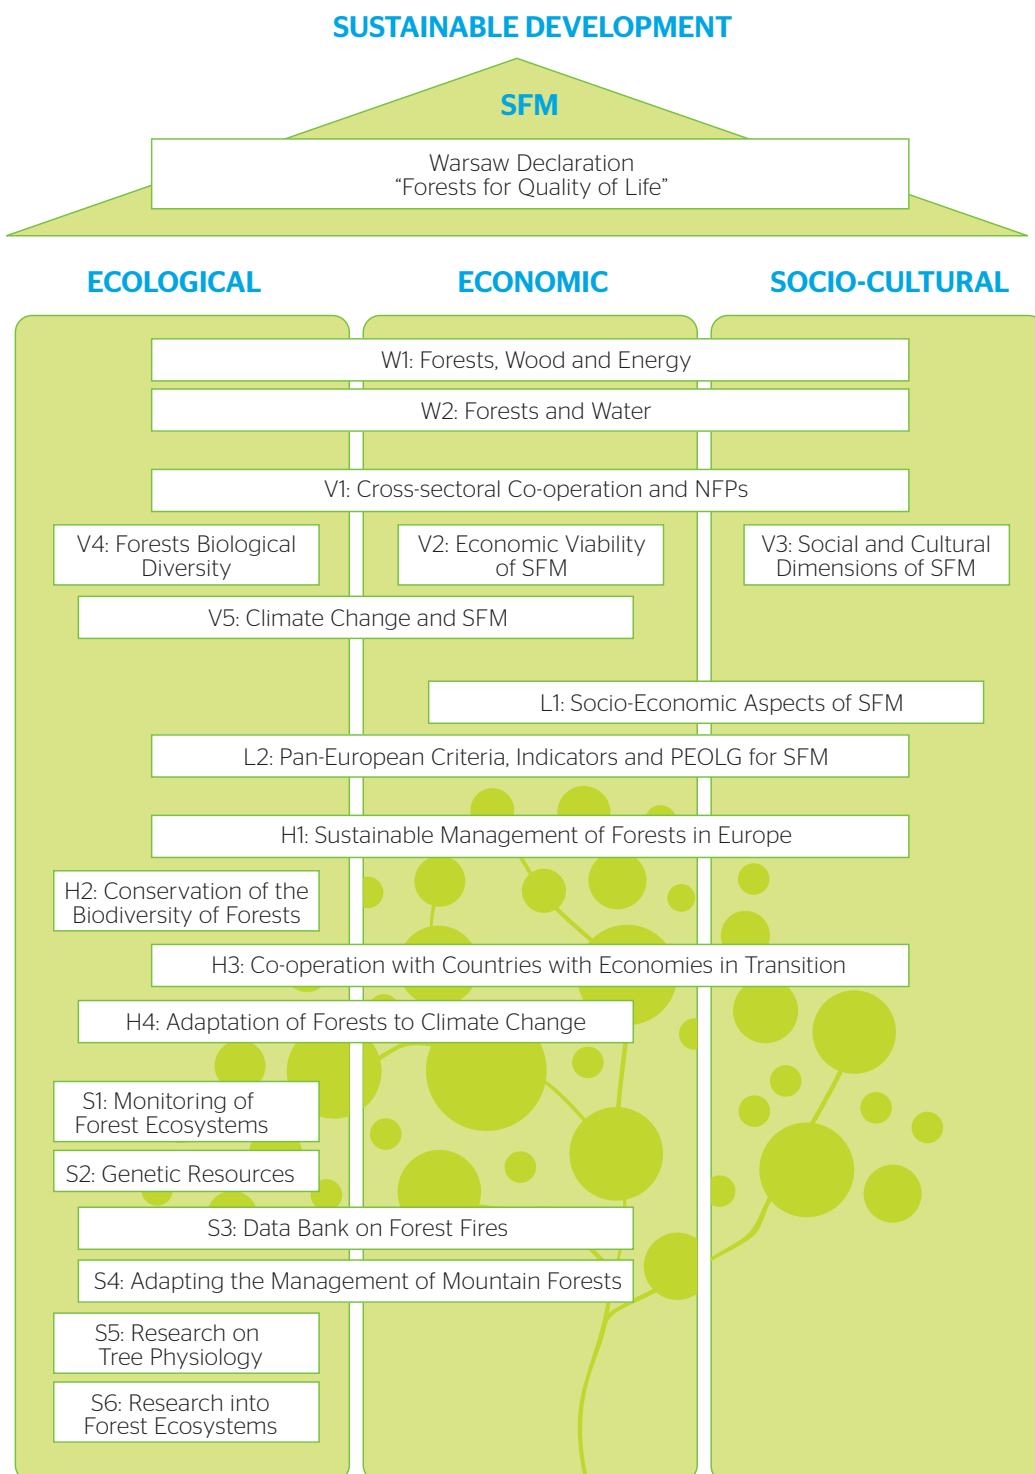 SUSTAINABLE DEVELOPMENT
SFM
Warsaw Declaration
“Forests for Quality of Life”
ECOLOGICAL
ECONOMIC
SOCIO-CULTURAL
W1: Forests, Wood and Energy
W2: Forests and Water
V1: Cross-sectoral Co-operation and NFPs
V4: Forests Biological
Diversity
V2: Economic Viability
of SFM
V3: Social and Cultural
Dimensions of SFM
V5: Climate Change and SFM
L1: Socio-Economic Aspects of SFM
L2: Pan-European Criteria, Indicators and PEOLG for SFM
H1: Sustainable Management of Forests in Europe
H2: Conservation of the
Biodiversity of Forests
H3: Co-operation with Countries with Economies in Transition
H4: Adaptation of Forests to Climate Change
S1: Monitoring of
Forest Ecosystems
S2: Genetic Resources
S3: Data Bank on Forest Fires
S4: Adapting the Management of Mountain Forests
S5: Research on
Tree Physiology
S6: Research into
Forest Ecosystems